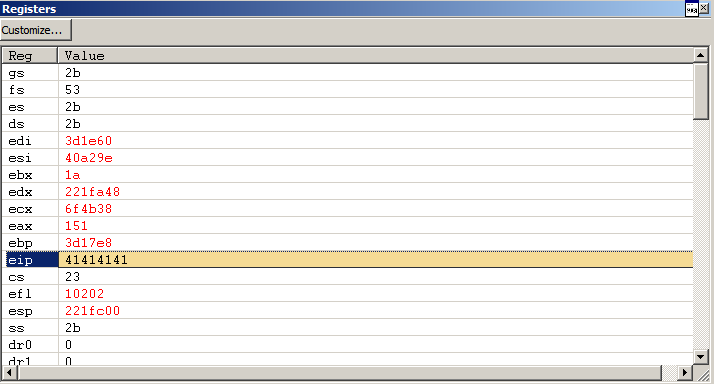 Registers
Customize...
Reg Value
gs 2b
fs 53
es 2b
ds 2b
edi 3d1e60
esi 40a29e
ebx 1a
edx 221fa48
ecx 6f4b38
eax 151
ebp 3d17e8
eip 41414141
cs 23
efl 10202
esp 221fc00
ss 2b
dr0 0
dr1 0